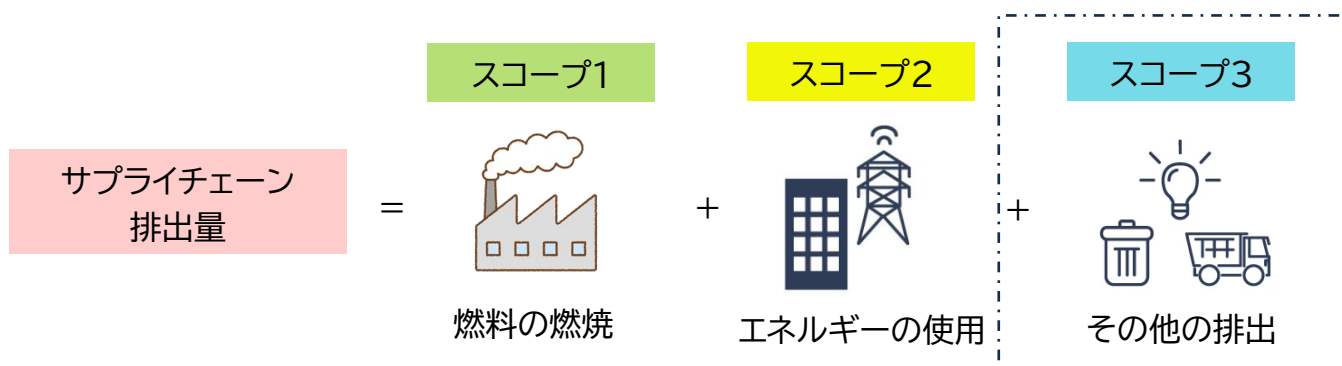 スコープ1
スコープ2
スコープ3
サプライチェーン
排出量
=
+
+
燃料の燃焼
エネルギーの使用
その他の排出